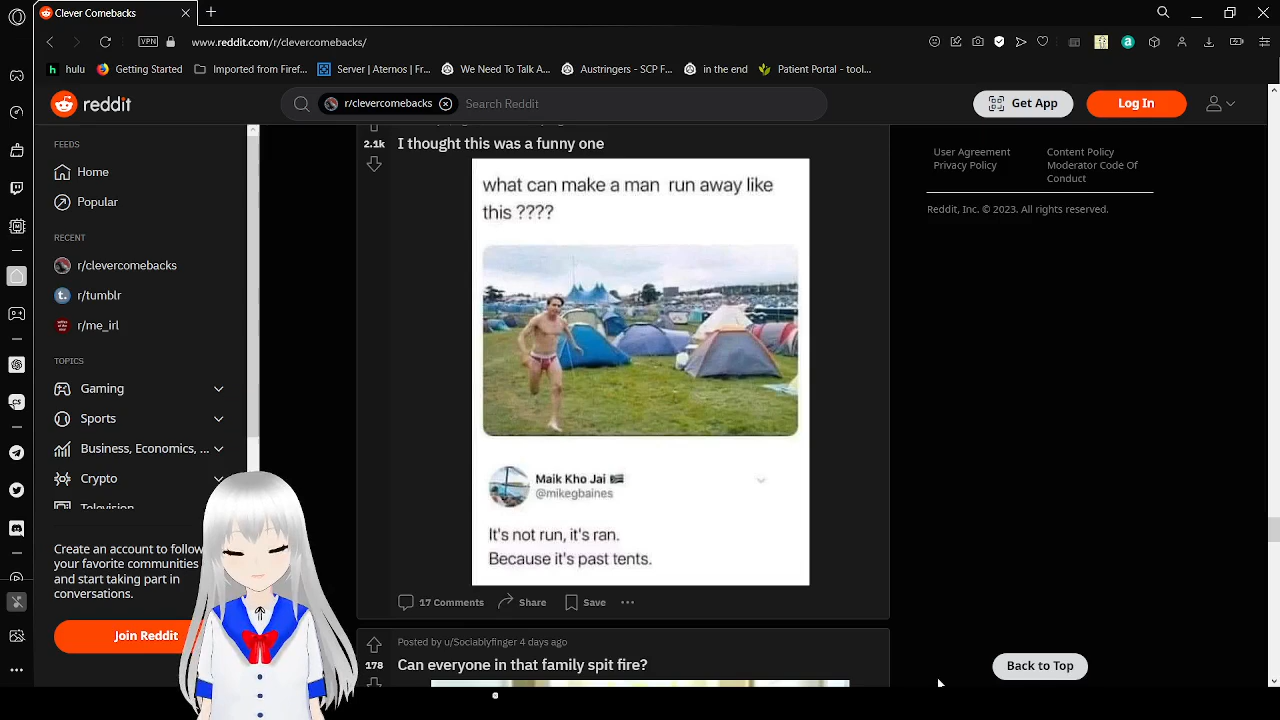 Clever Comebacks
VPN
www.reddit.com/r/clevercomebacks/
hulu
Getting Started
Imported from Firef...
Server | Aternos | Fr...
We Need To Talk A...
Austringers - SCP F...
in the end
Patient Portal - tool...
reddit
r/clevercomebacks
Search Reddit
Get App
Log In
FEEDS
Home
Popular
RECENT
r/clevercomebacks
r/tumblr
r/me_irl
TOPICS
Gaming
Sports
Business, Economics, ...
Crypto
Television
Create an account to follow
your favorite communities
and start taking part in
conversations.
Join Reddit
2.1k
I thought this was a funny one
what can make a man run away like
this ????
Maik Kho Jai
@mikegbaines
It's not run, it's ran.
Because it's past tents.
17 Comments
Share
Save
Posted by u/Sociablyfinger 4 days ago
178
Can everyone in that family spit fire?
User Agreement
Privacy Policy
Content Policy
Moderator Code Of
Conduct
Reddit, Inc. © 2023. All rights reserved.
Back to Top